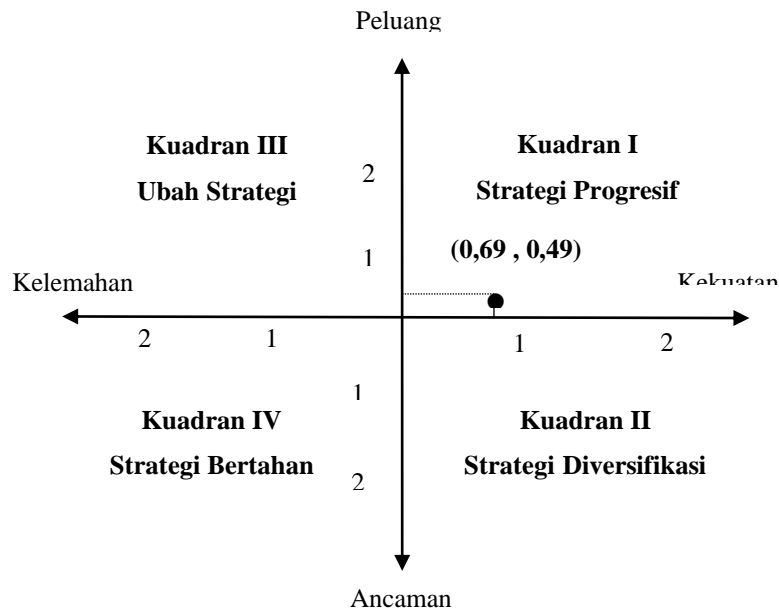 Peluang
Kuadran III
Ubah Strategi
2
Kuadran I
Strategi Progresif
1
(0,69 , 0,49)
Kelemahan
Kekuatan
2
1
1
2
1
Kuadran IV
Strategi Bertahan
2
Kuadran II
Strategi Diversifikasi
Ancaman